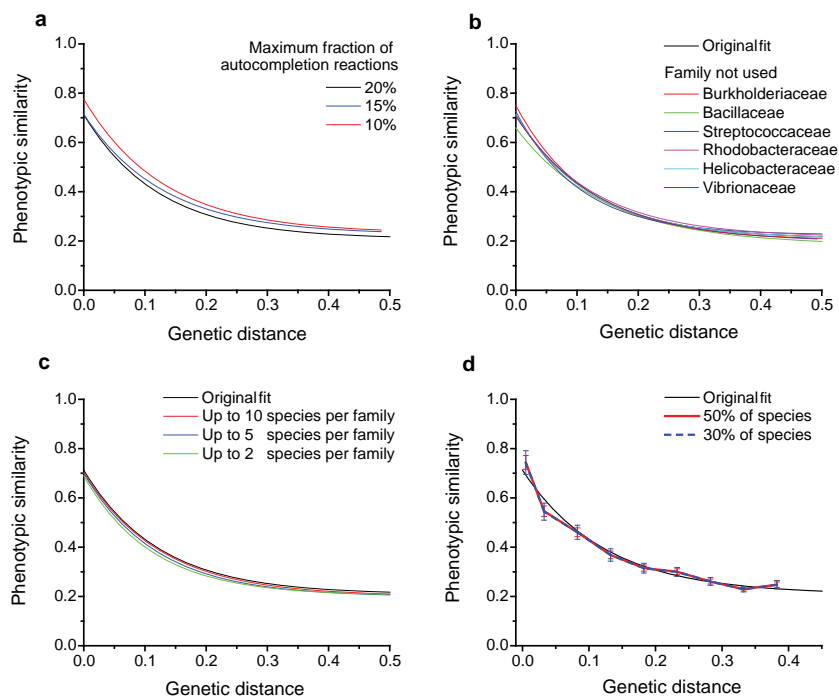 a
Maximum fraction of
autocompletion reactions
20%
15%
10%
Phenotypic similarity
1.0
0.8
0.6
0.4
0.2
0.0
0.0 0.1 0.2 0.3 0.4 0.5
Genetic distance
b
Original fit
Family not used
Burkholderiaceae
Bacillaceae
Streptococcaceae
Rhodobacteraceae
Helicobacteraceae
Vibrionaceae
Phenotypic similarity
1.0
0.8
0.6
0.4
0.2
0.0
0.0 0.1 0.2 0.3 0.4 0.5
Genetic distance
c
Original fit
Up to 10 species per family
Up to 5 species per family
Up to 2 species per family
Phenotypic similarity
1.0
0.8
0.6
0.4
0.2
0.0
0.0 0.1 0.2 0.3 0.4 0.5
Genetic distance
d
Original fit
50% of species
30% of species
Phenotypic similarity
1.0
0.8
0.6
0.4
0.2
0.0
0.0 0.1 0.2 0.3 0.4
Genetic distance